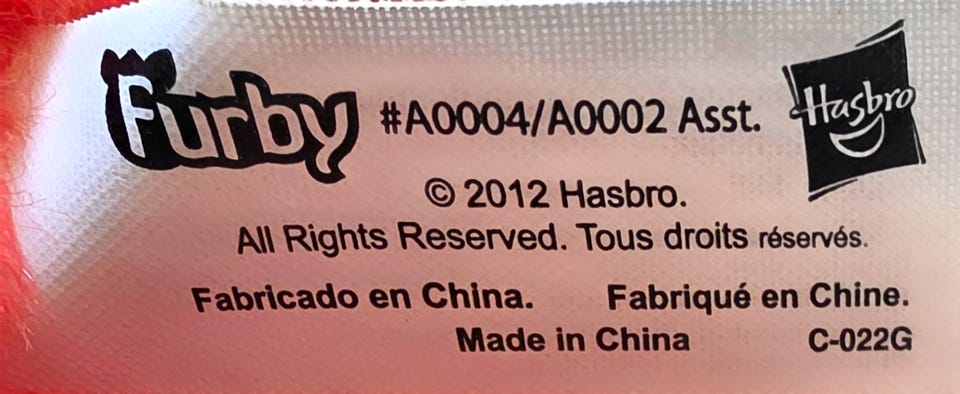 Furby #A0004/A0002 Asst. Hasbro
© 2012 Hasbro.
All Rights Reserved. Tous droits réservés.
Fabricado en China. Fabriqué en Chine.
Made in China C-022G